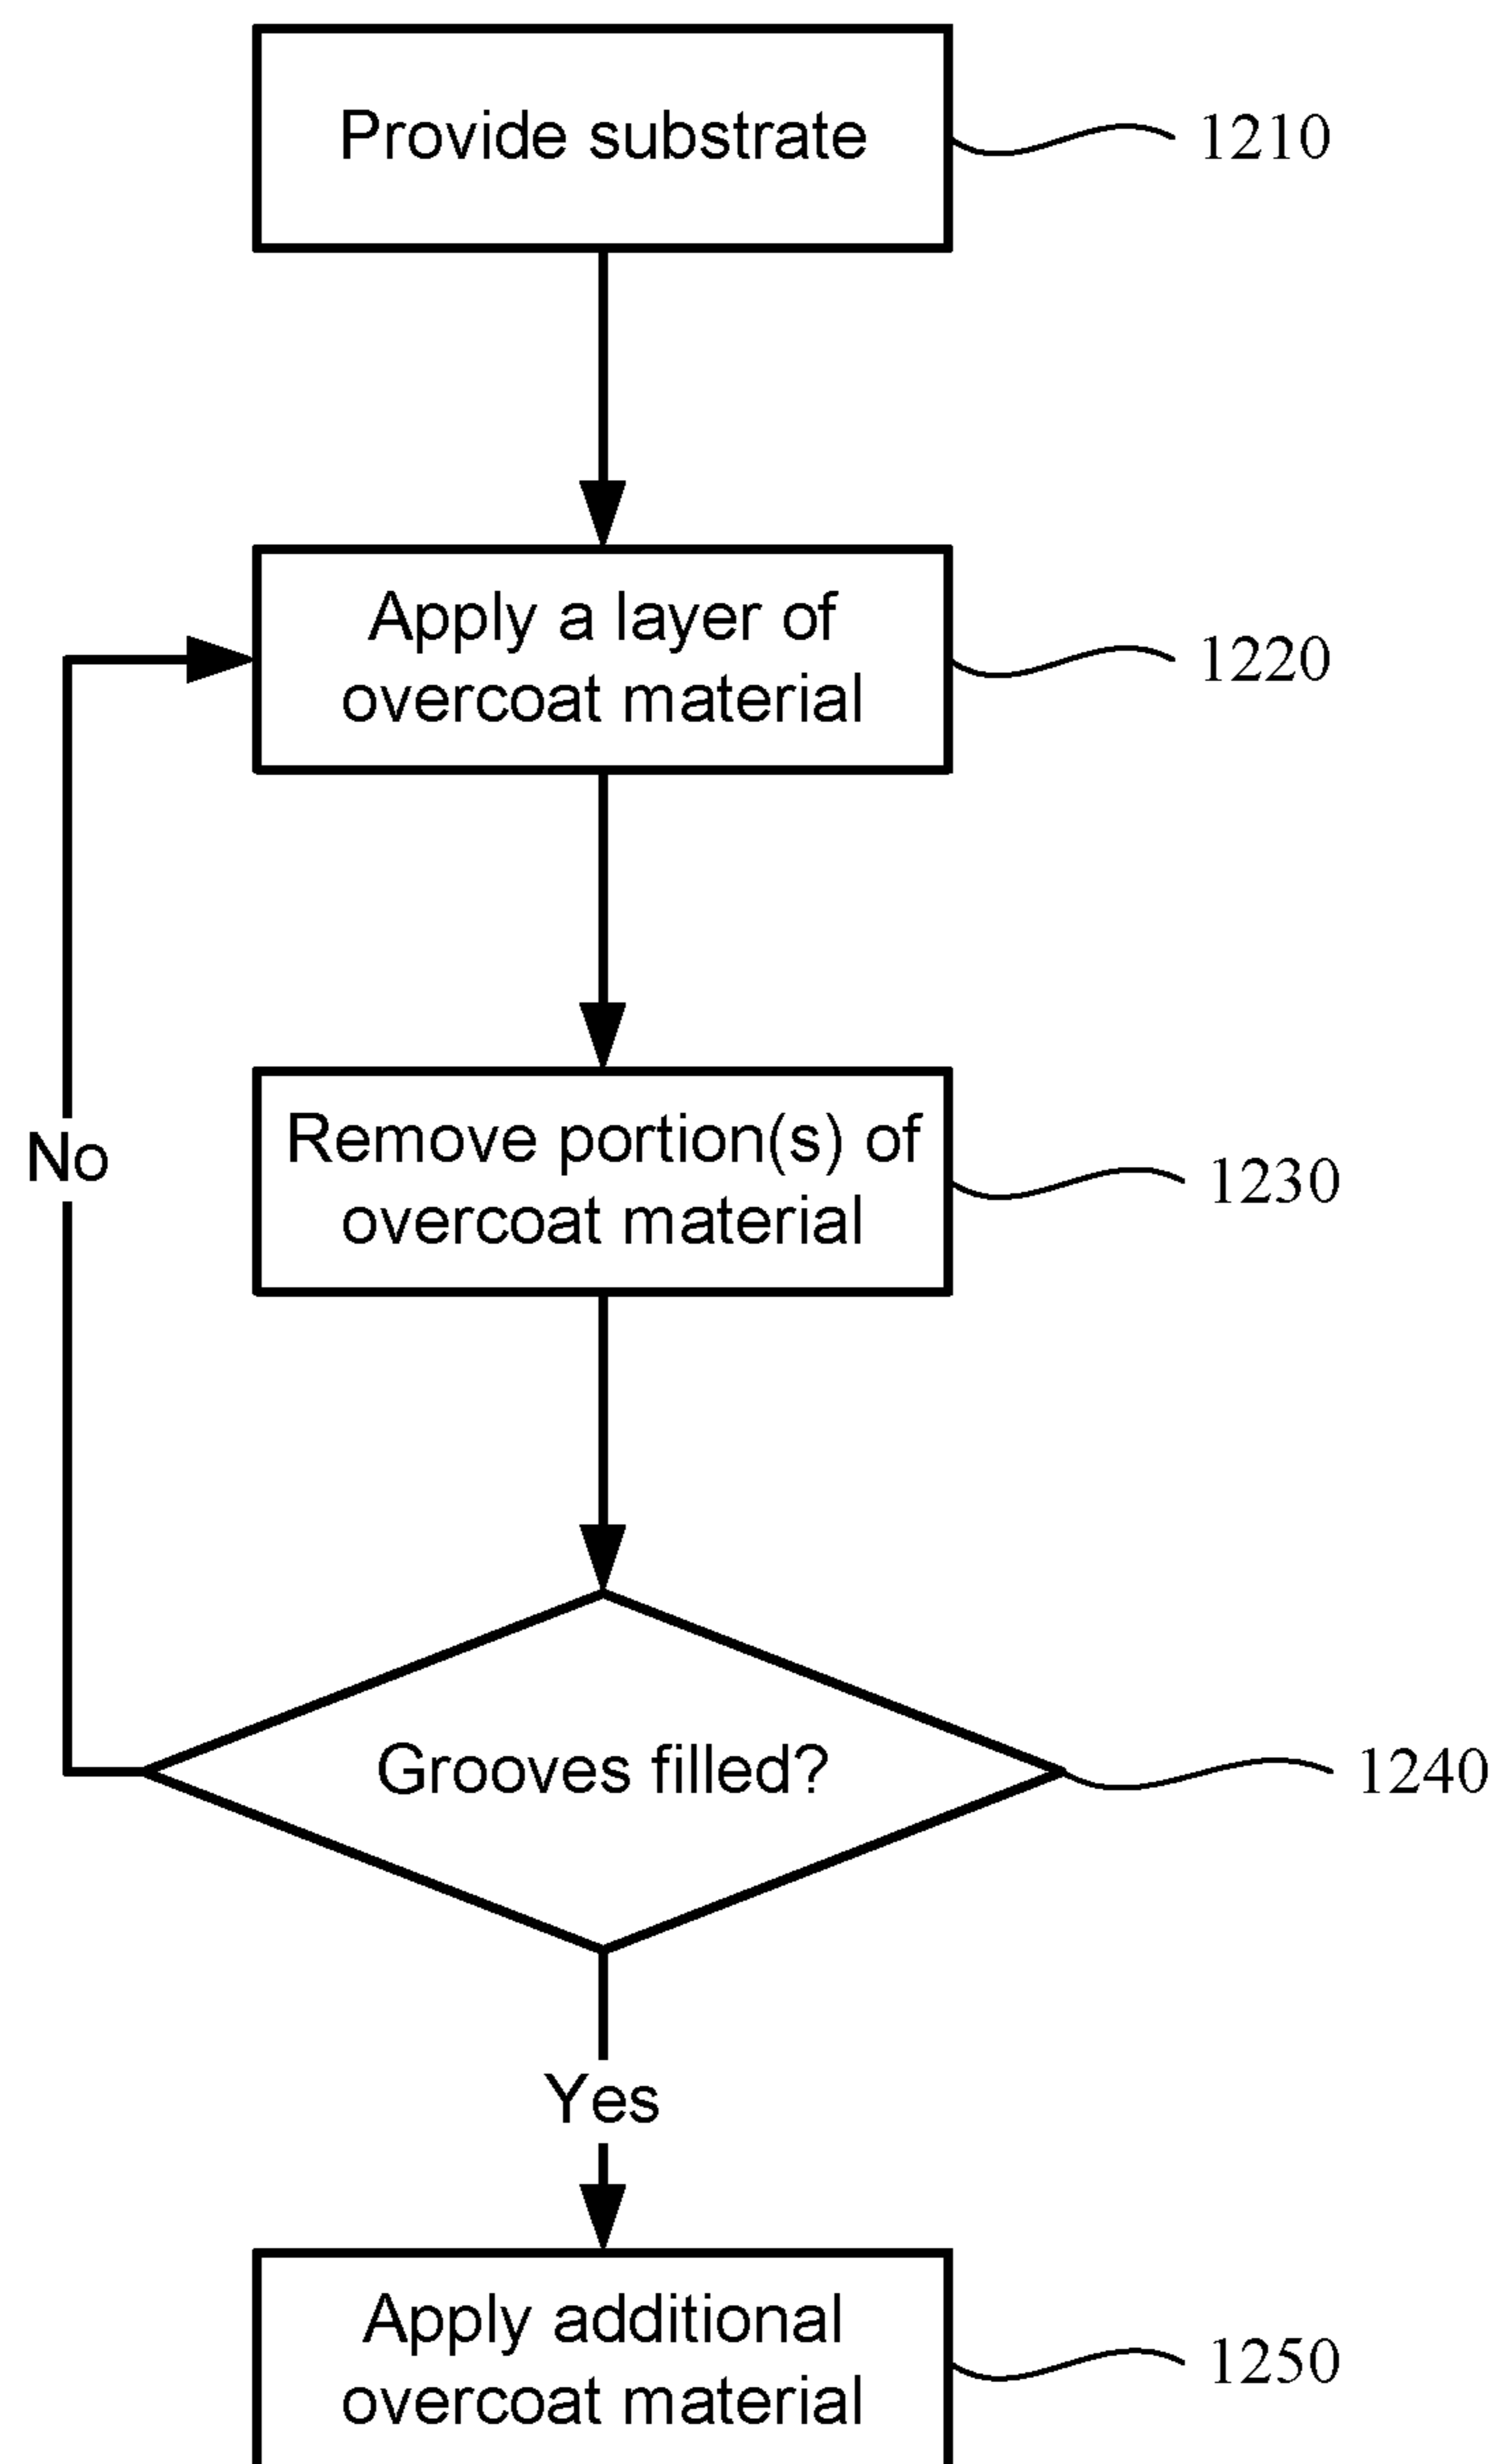 Provide substrate
1210
Apply a layer of
overcoat material
1220
Remove portion(s) of
overcoat material
1230
No
Grooves filled?
1240
Yes
Apply additional
overcoat material
1250